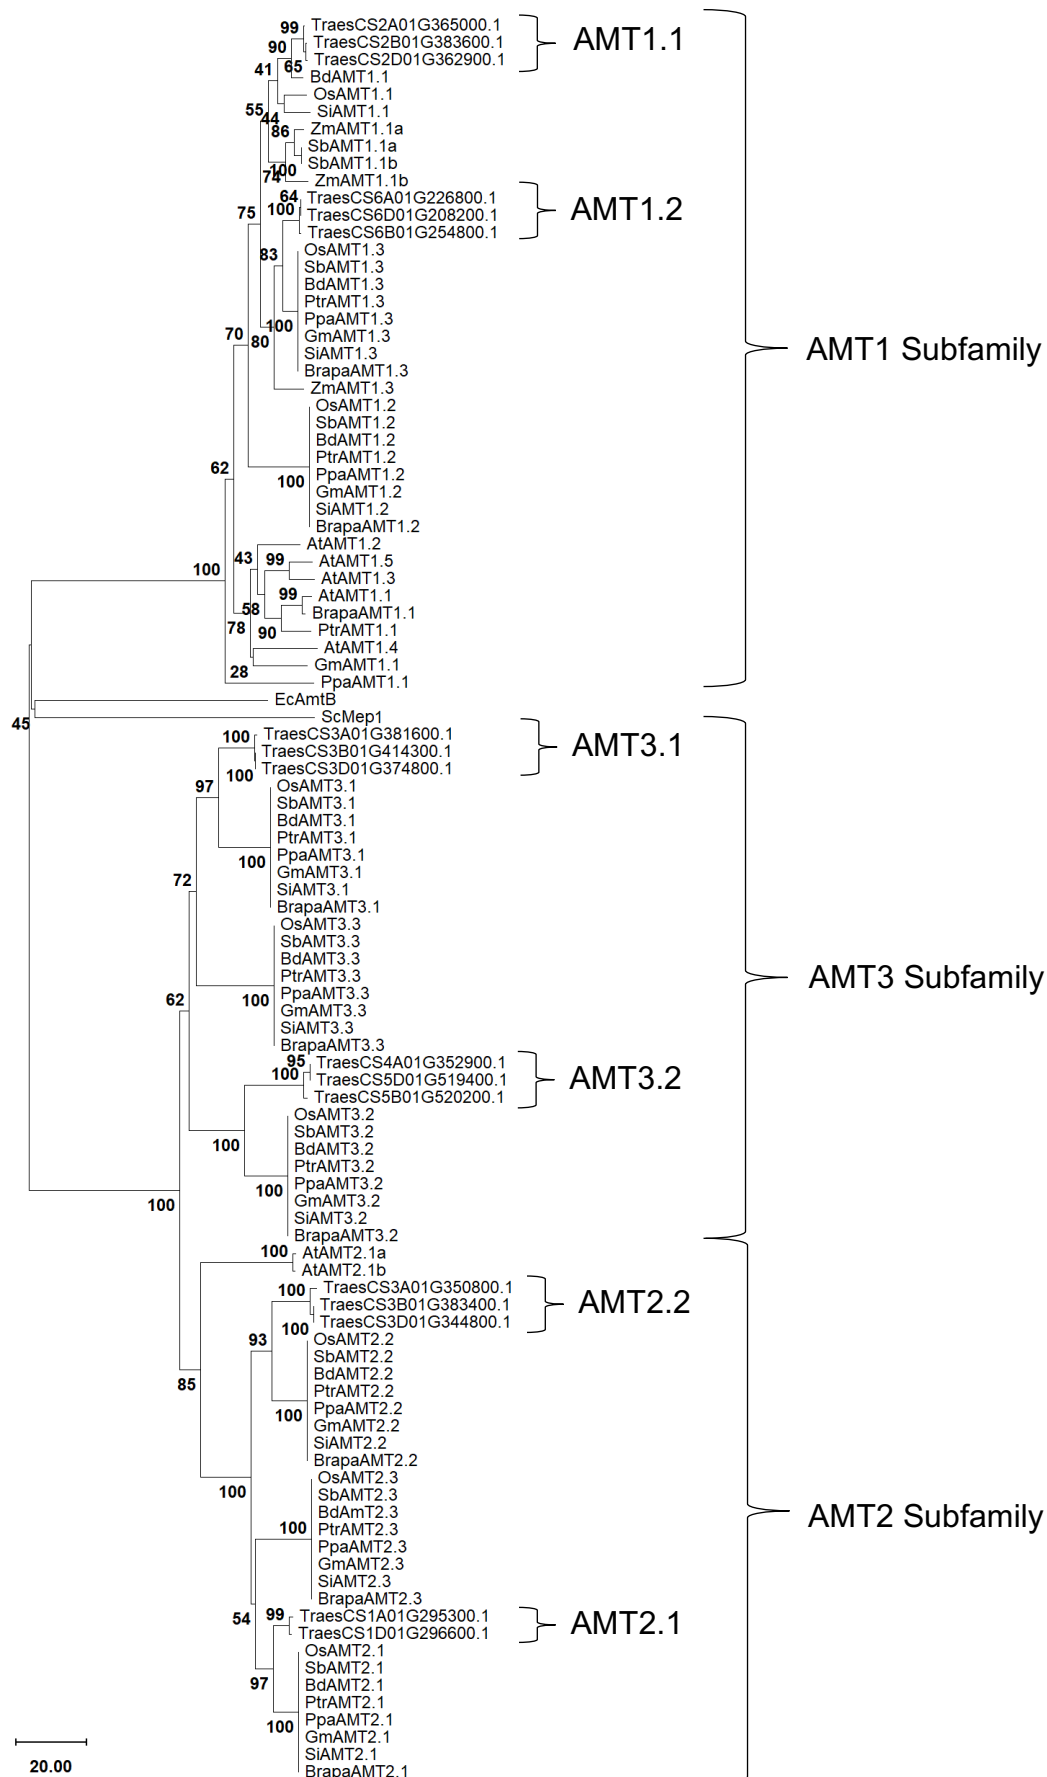 99
TraesCS2A01G365000.1
90
TraesCS2B01G383600.1
AMT1.1
TraesCS2D01G362900.1
65
41
BdAMT1.1
OsAMT1.1
55
SiAMT1.1
44
86
ZmAMT1.1a
SbAMT1.1a
SbAMT1.1b
100
74
ZmAMT1.1b
64
TraesCS6A01G226800.1
100
75
TraesCS6D01G208200.1
AMT1.2
TraesCS6B01G254800.1
83
OsAMT1.3
SbAMT1.3
BdAMT1.3
PtrAMT1.3
PpaAMT1.3
100
70
80
GmAMT1.3
AMT1 Subfamily
SiAMT1.3
BrapaAMT1.3
ZmAMT1.3
OsAMT1.2
SbAMT1.2
BdAMT1.2
PtrAMT1.2
62
PpaAMT1.2
100
GmAMT1.2
SiAMT1.2
BrapaAMT1.2
AtAMT1.2
43
99
AtAMT1.5
100
AtAMT1.3
99
AtAMT1.1
58
BrapaAMT1.1
78
90
PtrAMT1.1
AtAMT1.4
28
GmAMT1.1
PpaAMT1.1
EcAmtB
45
ScMep1
100
TraesCS3A01G381600.1
TraesCS3B01G414300.1
AMT3.1
100
TraesCS3D01G374800.1
97
OsAMT3.1
SbAMT3.1
BdAMT3.1
PtrAMT3.1
100
PpaAMT3.1
72
GmAMT3.1
SiAMT3.1
BrapaAMT3.1
OsAMT3.3
SbAMT3.3
BdAMT3.3
PtrAMT3.3
AMT3 Subfamily
62
100
PpaAMT3.3
GmAMT3.3
SiAMT3.3
BrapaAMT3.3
95
TraesCS4A01G352900.1
100
TraesCS5D01G519400.1
AMT3.2
TraesCS5B01G520200.1
OsAMT3.2
SbAMT3.2
100
BdAMT3.2
PtrAMT3.2
100
PpaAMT3.2
100
GmAMT3.2
SiAMT3.2
BrapaAMT3.2
100
AtAMT2.1a
AtAMT2.1b
100
TraesCS3A01G350800.1
TraesCS3B01G383400.1
AMT2.2
100
TraesCS3D01G344800.1
93
OsAMT2.2
SbAMT2.2
BdAMT2.2
85
PtrAMT2.2
100
PpaAMT2.2
GmAMT2.2
SiAMT2.2
BrapaAMT2.2
100
OsAMT2.3
SbAMT2.3
BdAmT2.3
AMT2 Subfamily
100
PtrAMT2.3
PpaAMT2.3
GmAMT2.3
SiAMT2.3
BrapaAMT2.3
54
99
TraesCS1A01G295300.1
AMT2.1
TraesCS1D01G296600.1
OsAMT2.1
SbAMT2.1
97
BdAMT2.1
PtrAMT2.1
100
PpaAMT2.1
GmAMT2.1
SiAMT2.1
20.00
BrapaAMT2.1